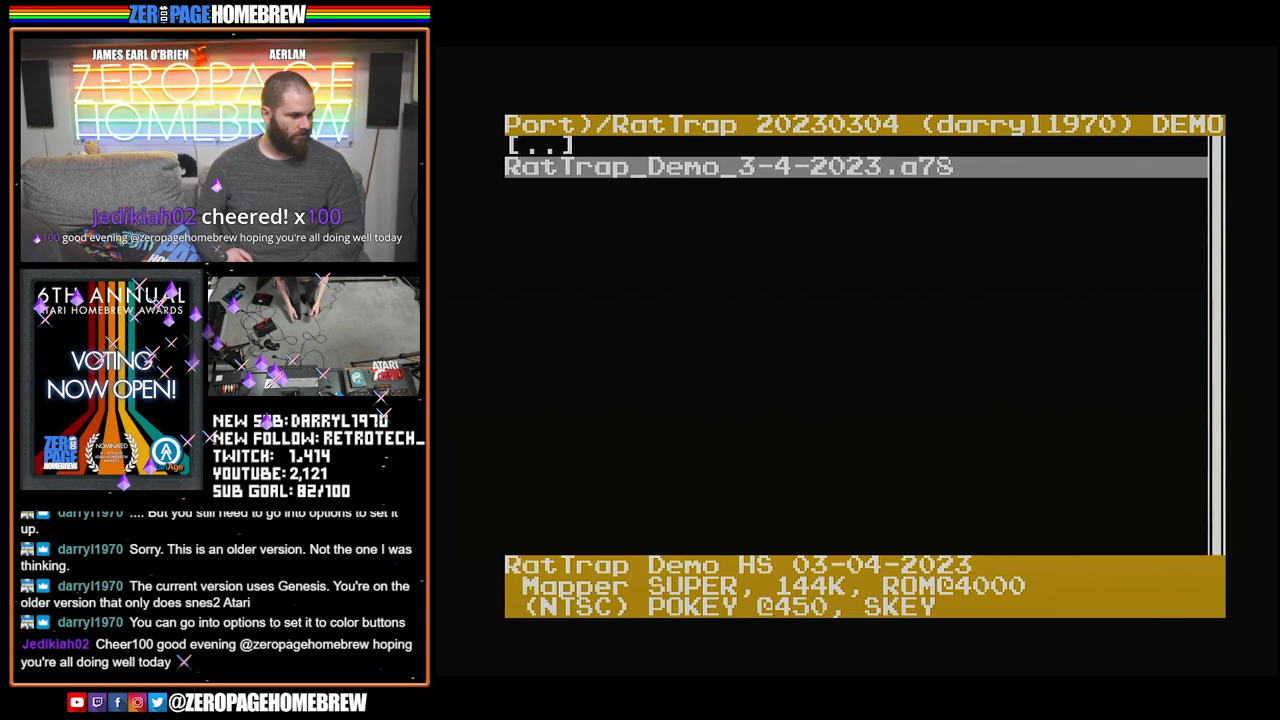 ZEROPAGE HOMEBREW
JAMES EARL O'BRIEN
AERLAN
ZEROPAGE
HOMEBREW
Jedikiah02 cheered! x100
100 good evening @zeropagehomebrew hoping you're all doing well today
6TH ANNUAL
ATARI HOMEBREW AWARDS
VOTING
NOW OPEN!
ZERO
PAGE
HOMEBREW
NOMINATED
ATARI
NEW SUB: DARRYL1970
NEW FOLLOW: RETROTECH_
TWITCH: 1,414
YOUTUBE: 2,121
SUB GOAL: 82/100
darryl1970 .... But you still need to go into options to set it
up.
darryl1970 Sorry. This is an older version. Not the one I was
thinking.
darryl1970 The current version uses Genesis. You're on the
older version that only does snes2 Atari
darryl1970 You can go into options to set it to color buttons
Jedikiah02 Cheer100 good evening @zeropagehomebrew hoping
you're all doing well today
@ZEROPAGEHOMEBREW
Port)/RatTrap 20230304 (darryl1970) DEMO
[..]
RatTrap_Demo_3-4-2023.a78
RatTrap Demo HS 03-04-2023
Mapper SUPER, 144K, ROM@4000
(NTSC) POKEY @450, SKEY